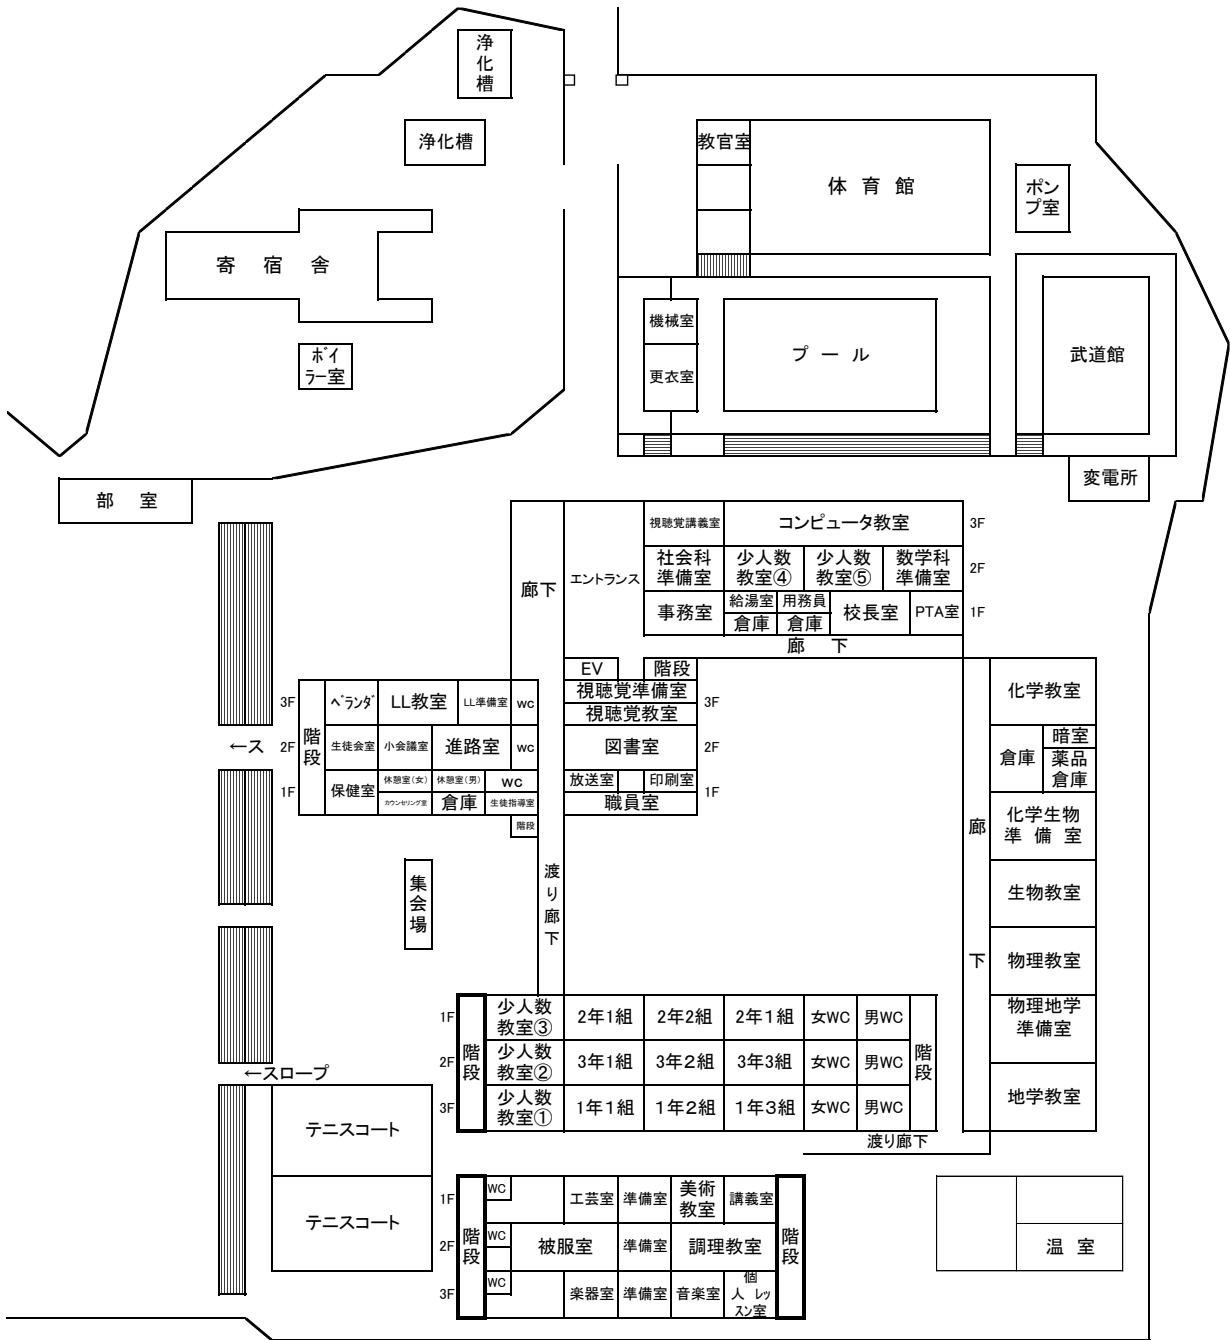 浄
化
槽
浄化槽
教官室
体 育 館
ポン
プ室
寄 宿 舎
機械室
プ ー ル
武道館
ボイ
ラー室
更衣室
変電所
部 室
視聴覚講義室
コンピュータ教室
3F
廊下
エントランス
社会科
準備室
少人数
教室④
少人数
教室⑤
数学科
準備室
2F
事務室
給湯室
用務員
倉庫
倉庫
校長室
PTA室
1F
廊 下
EV
階段
3F
階
段
ベランダ
LL教室
LL準備室
wc
視聴覚準備室
視聴覚教室
3F
化学教室
←ス
2F
生徒会室
小会議室
進路室
wc
図書室
2F
倉庫
暗室
薬品
倉庫
1F
保健室
休憩室(女)
休憩室(男)
WC
放送室
印刷室
1F
カウンセリング室
倉庫
生徒指導室
職員室
階段
廊
下
化学生物
準 備 室
集
会
場
渡
り
廊
下
生物教室
物理教室
1F
階
段
少人数
教室③
2年1組
2年2組
2年１組
女WC
男WC
階
段
物理地学
準備室
2F
少人数
教室②
3年1組
3年２組
3年3組
女WC
男WC
←スロープ
3F
少人数
教室①
1年１組
1年２組
1年３組
女WC
男WC
地学教室
テニスコート
渡り廊下
テニスコート
1F
階
段
WC
工芸室
準備室
美術
教室
講義室
階
段
2F
WC
被服室
準備室
調理教室
温 室
3F
WC
楽器室
準備室
音楽室
個
人 レッ
スン室